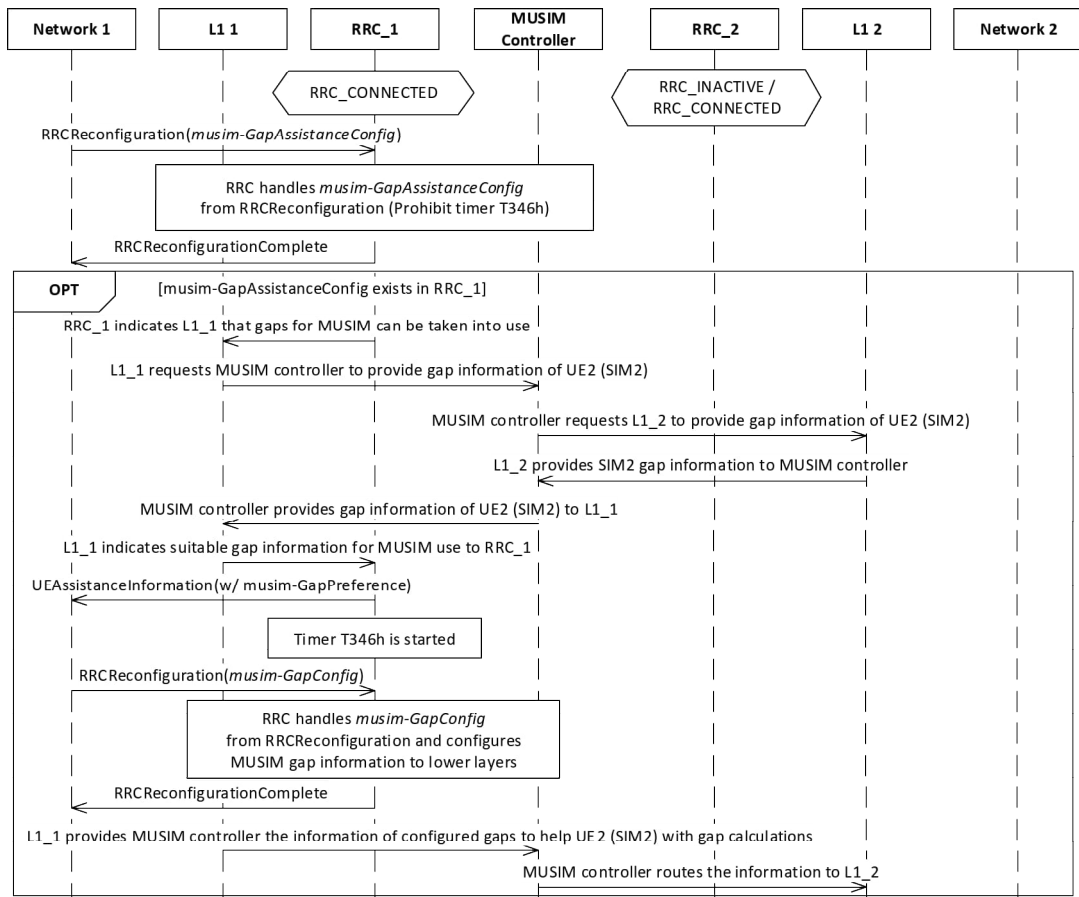 Network 1
L1 1
RRC_1
MUSIM
Controller
RRC_2
L1 2
Network 2
RRC_CONNECTED
RRC_INACTIVE /
RRC_CONNECTED
RRCReconfiguration(musim-GapAssistanceConfig)
RRC handles musim-GapAssistanceConfig
from RRCReconfiguration (Prohibit timer T346h)
RRCReconfigurationComplete
OPT
[musim-GapAssistanceConfig exists in RRC_1]
RRC_1 indicates L1_1 that gaps for MUSIM can be taken into use
L1_1 requests MUSIM controller to provide gap information of UE2 (SIM2)
MUSIM controller requests L1_2 to provide gap information of UE2 (SIM2)
L1_2 provides SIM2 gap information to MUSIM controller
MUSIM controller provides gap information of UE2 (SIM2) to L1_1
L1_1 indicates suitable gap information for MUSIM use to RRC_1
UEAssistanceInformation(w/ musim-GapPreference)
Timer T346h is started
RRCReconfiguration(musim-GapConfig)
RRC handles musim-GapConfig
from RRCReconfiguration and configures
MUSIM gap information to lower layers
RRCReconfigurationComplete
L1_1 provides MUSIM controller the information of configured gaps to help UE2 (SIM2) with gap calculations
MUSIM controller routes the information to L1_2